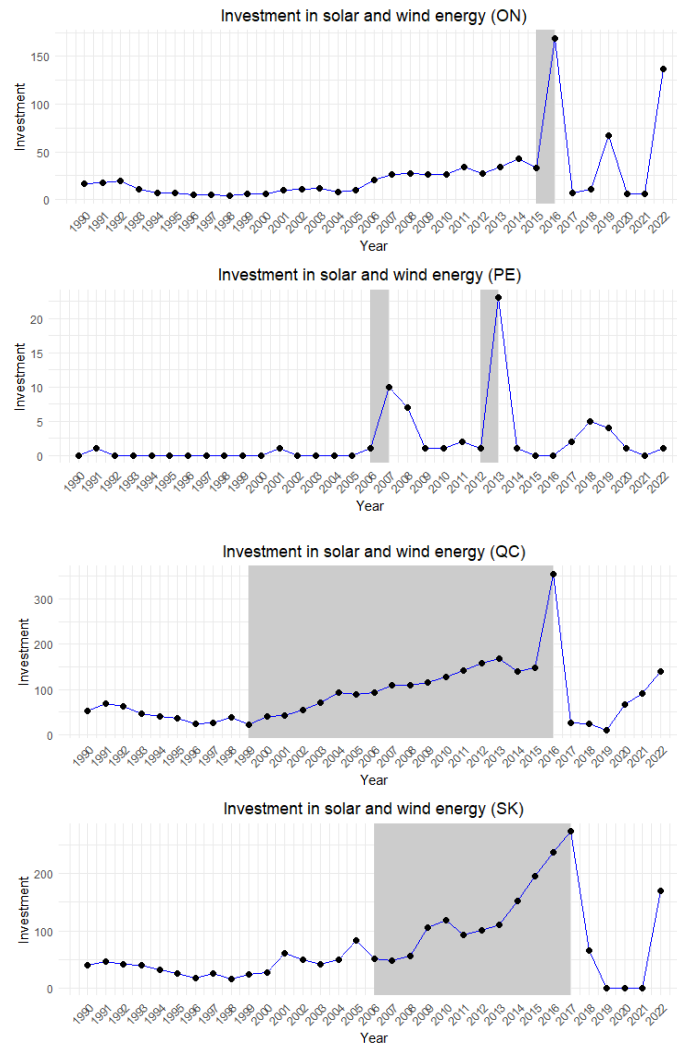 Investment in solar and wind energy (ON)
150
100
50
0
Investment
1990 1991 1992 1993 1994 1995 1996 1997 1998 1999 2000 2001 2002 2003 2004 2005 2006 2007 2008 2009 2010 2011 2012 2013 2014 2015 2016 2017 2018 2019 2020 2021 2022
Year
Investment in solar and wind energy (PE)
20
15
10
5
0
Investment
1990 1991 1992 1993 1994 1995 1996 1997 1998 1999 2000 2001 2002 2003 2004 2005 2006 2007 2008 2009 2010 2011 2012 2013 2014 2015 2016 2017 2018 2019 2020 2021 2022
Year
Investment in solar and wind energy (QC)
300
200
100
0
Investment
1990 1991 1992 1993 1994 1995 1996 1997 1998 1999 2000 2001 2002 2003 2004 2005 2006 2007 2008 2009 2010 2011 2012 2013 2014 2015 2016 2017 2018 2019 2020 2021 2022
Year
Investment in solar and wind energy (SK)
200
100
0
Investment
1990 1991 1992 1993 1994 1995 1996 1997 1998 1999 2000 2001 2002 2003 2004 2005 2006 2007 2008 2009 2010 2011 2012 2013 2014 2015 2016 2017 2018 2019 2020 2021 2022
Year